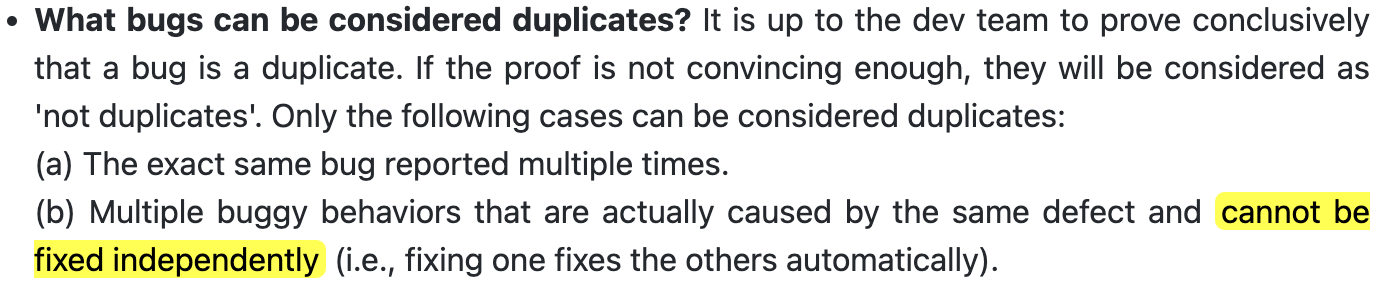 • What bugs can be considered duplicates? It is up to the dev team to prove conclusively
that a bug is a duplicate. If the proof is not convincing enough, they will be considered as
'not duplicates'. Only the following cases can be considered duplicates:
(a) The exact same bug reported multiple times.
(b) Multiple buggy behaviors that are actually caused by the same defect and cannot be
fixed independently (i.e., fixing one fixes the others automatically).